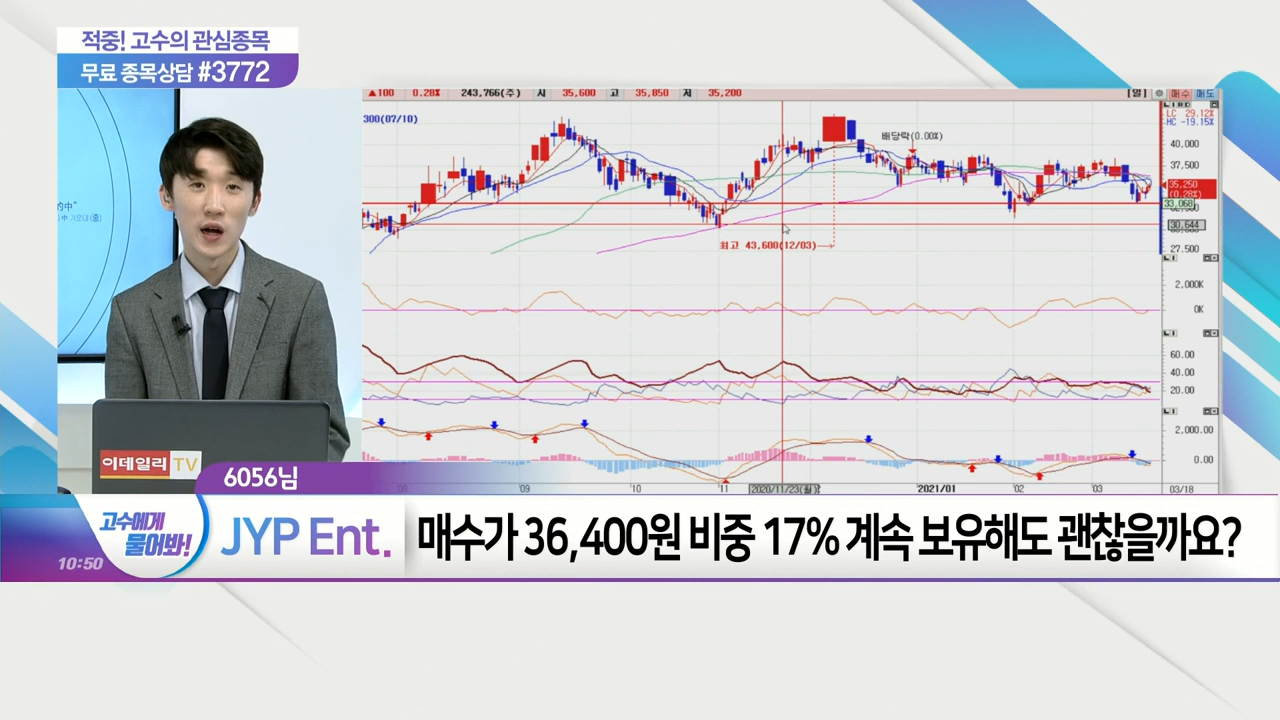 적중! 고수의 관심종목
무료 종목상담 #3772
▲100 0.28% 243,766(주) 시 35,600 고 35,850 저 35,200 [일] 매수 매도
300(07/10)
LC 29.12%
HC -19.15%
배당락(0.00%)
40,000
37,500
35,250
(0.28%)
33,068
30,644
27,500
최고 43,600(12/03)
2,000K
0K
60.00
40.00
20.00
2,000.00
0.00
09 10 11 2020/11/23(월) 2021/01 02 03 03/18
이데일리 TV
6056님
고수에게
물어봐!
10:50
JYP Ent.
매수가 36,400원 비중 17% 계속 보유해도 괜찮을까요?